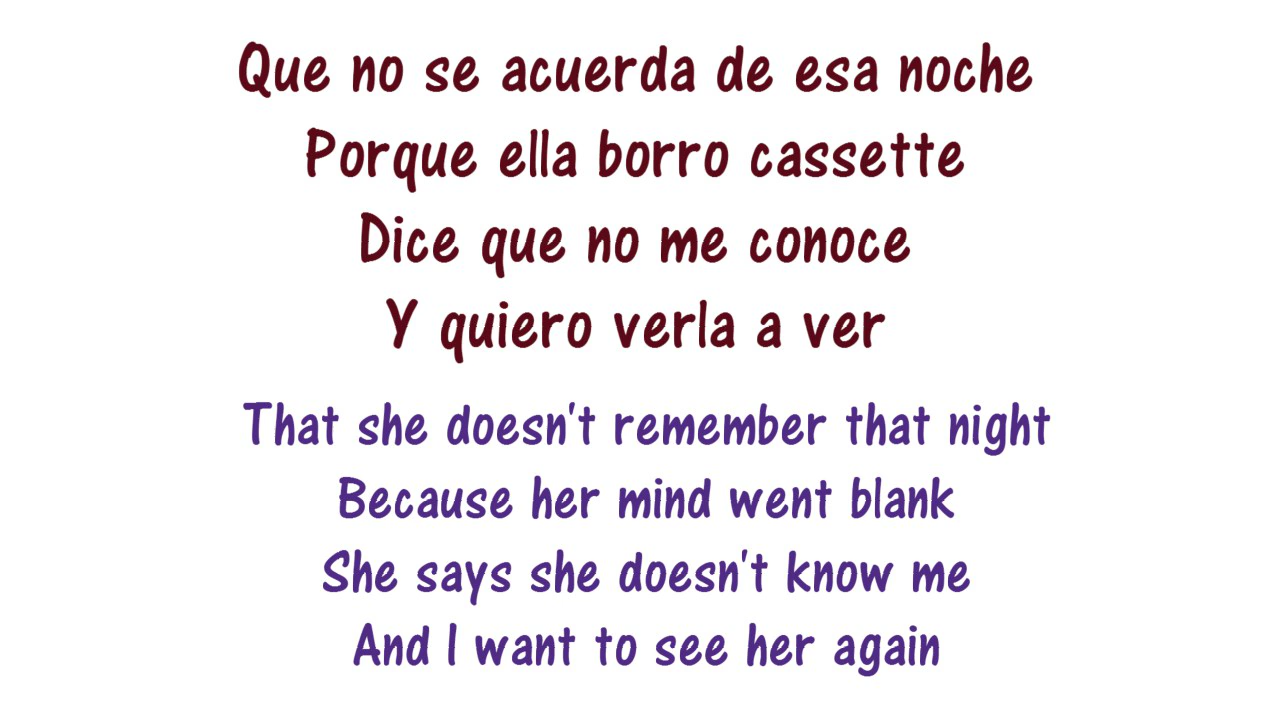 Que no se acuerda de esa noche
Porque ella borro cassette
Dice que no me conoce
Y quiero verla a ver
That she doesn't remember that night
Because her mind went blank
She says she doesn't know me
And I want to see her again